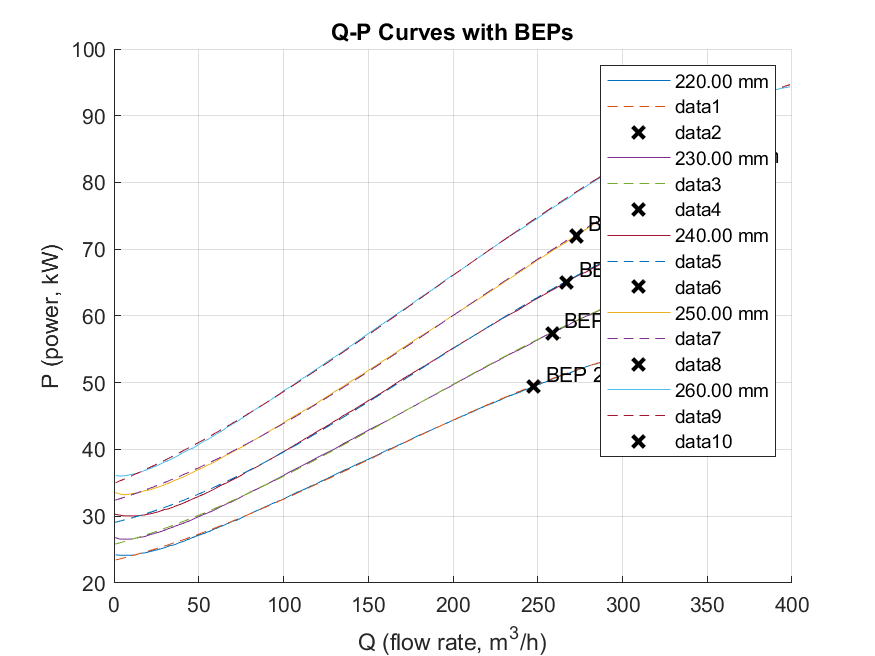 Q-P Curves with BEPs
P (power, kW)
100
90
80
70
60
50
40
30
20
0
50
100
150
200
250
300
350
400
Q (flow rate, m³/h)
BEP 2
BEP
BE
B
220.00 mm
data1
data2
230.00 mm
data3
data4
240.00 mm
data5
data6
250.00 mm
data7
data8
260.00 mm
data9
data10